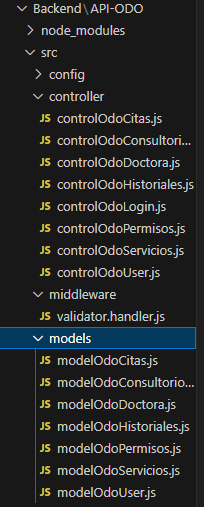 Backend\API-ODO
node_modules
src
config
controller
JS controlOdoCitas.js
JS controlOdoConsultori...
JS controlOdoDoctora.js
JS controlOdoHistoriales.js
JS controlOdoLogin.js
JS controlOdoPermisos.js
JS controlOdoServicios.js
JS controlOdoUser.js
middleware
JS validator.handler.js
models
JS modelOdoCitas.js
JS modelOdoConsultorio...
JS modelOdoDoctora.js
JS modelOdoHistoriales.js
JS modelOdoPermisos.js
JS modelOdoServicios.js
JS modelOdoUser.js